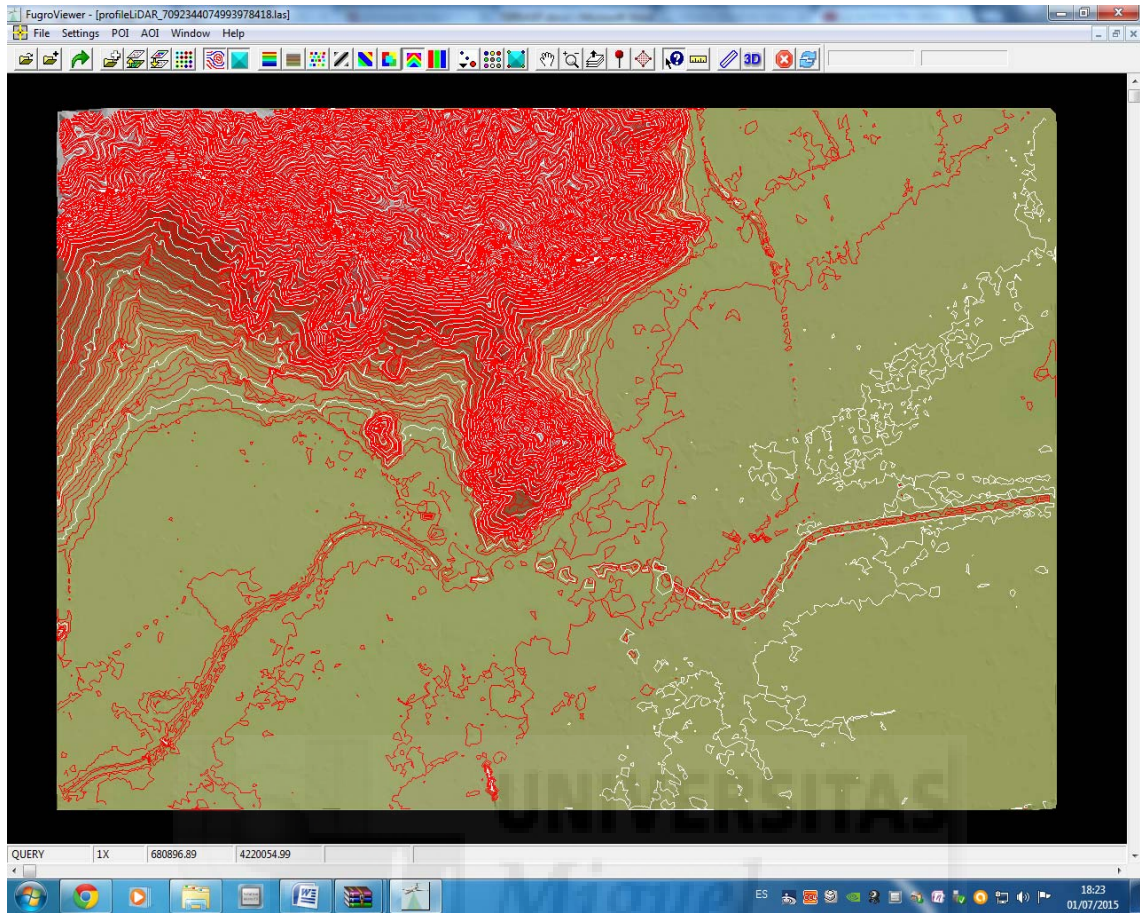 FugroViewer - [profileLiDAR_7092344074993978418.las]
File Settings POI AOI Window Help
3D
QUERY 1X 680896.89 4220054.99
UNIVERSITAS
Miguel
ES 18:23
01/07/2015